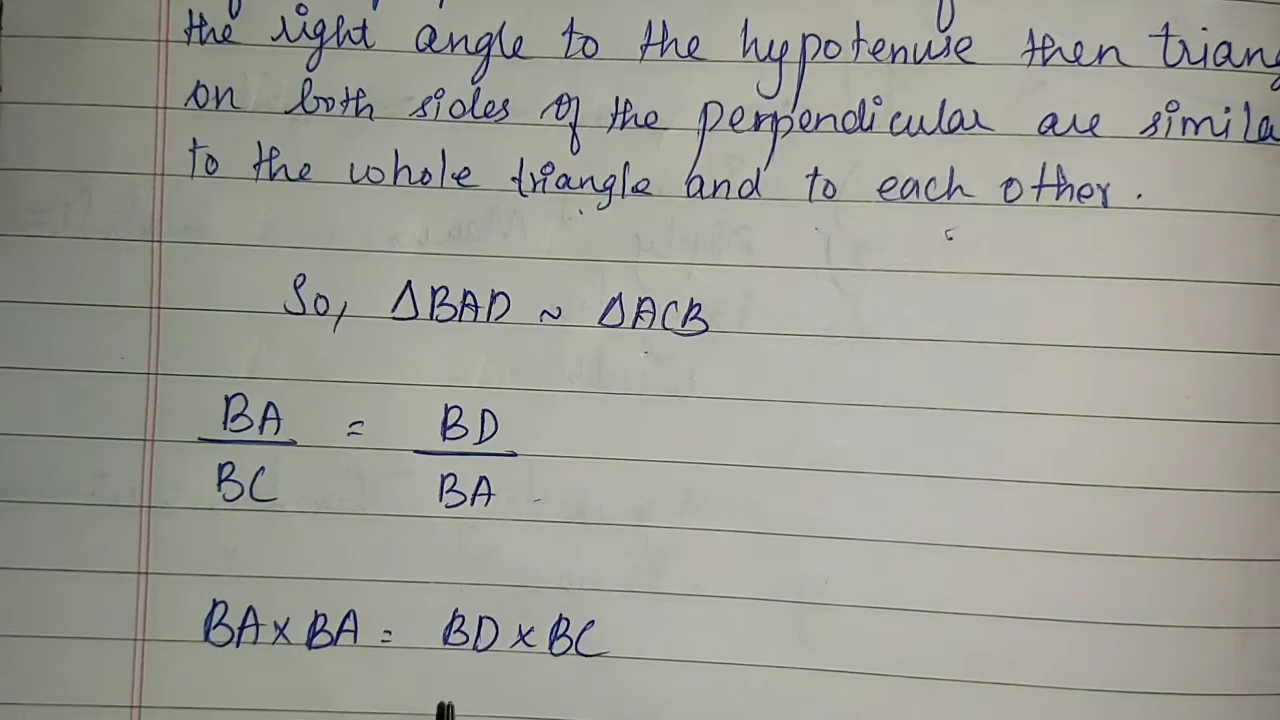 the right angle to the hypotenuse then triang
on both sides of the perpendicular are simila
to the whole triangle and to each other.
So, ΔBAD ~ ΔACB
BA = BD
BC BA
BA × BA = BD × BC